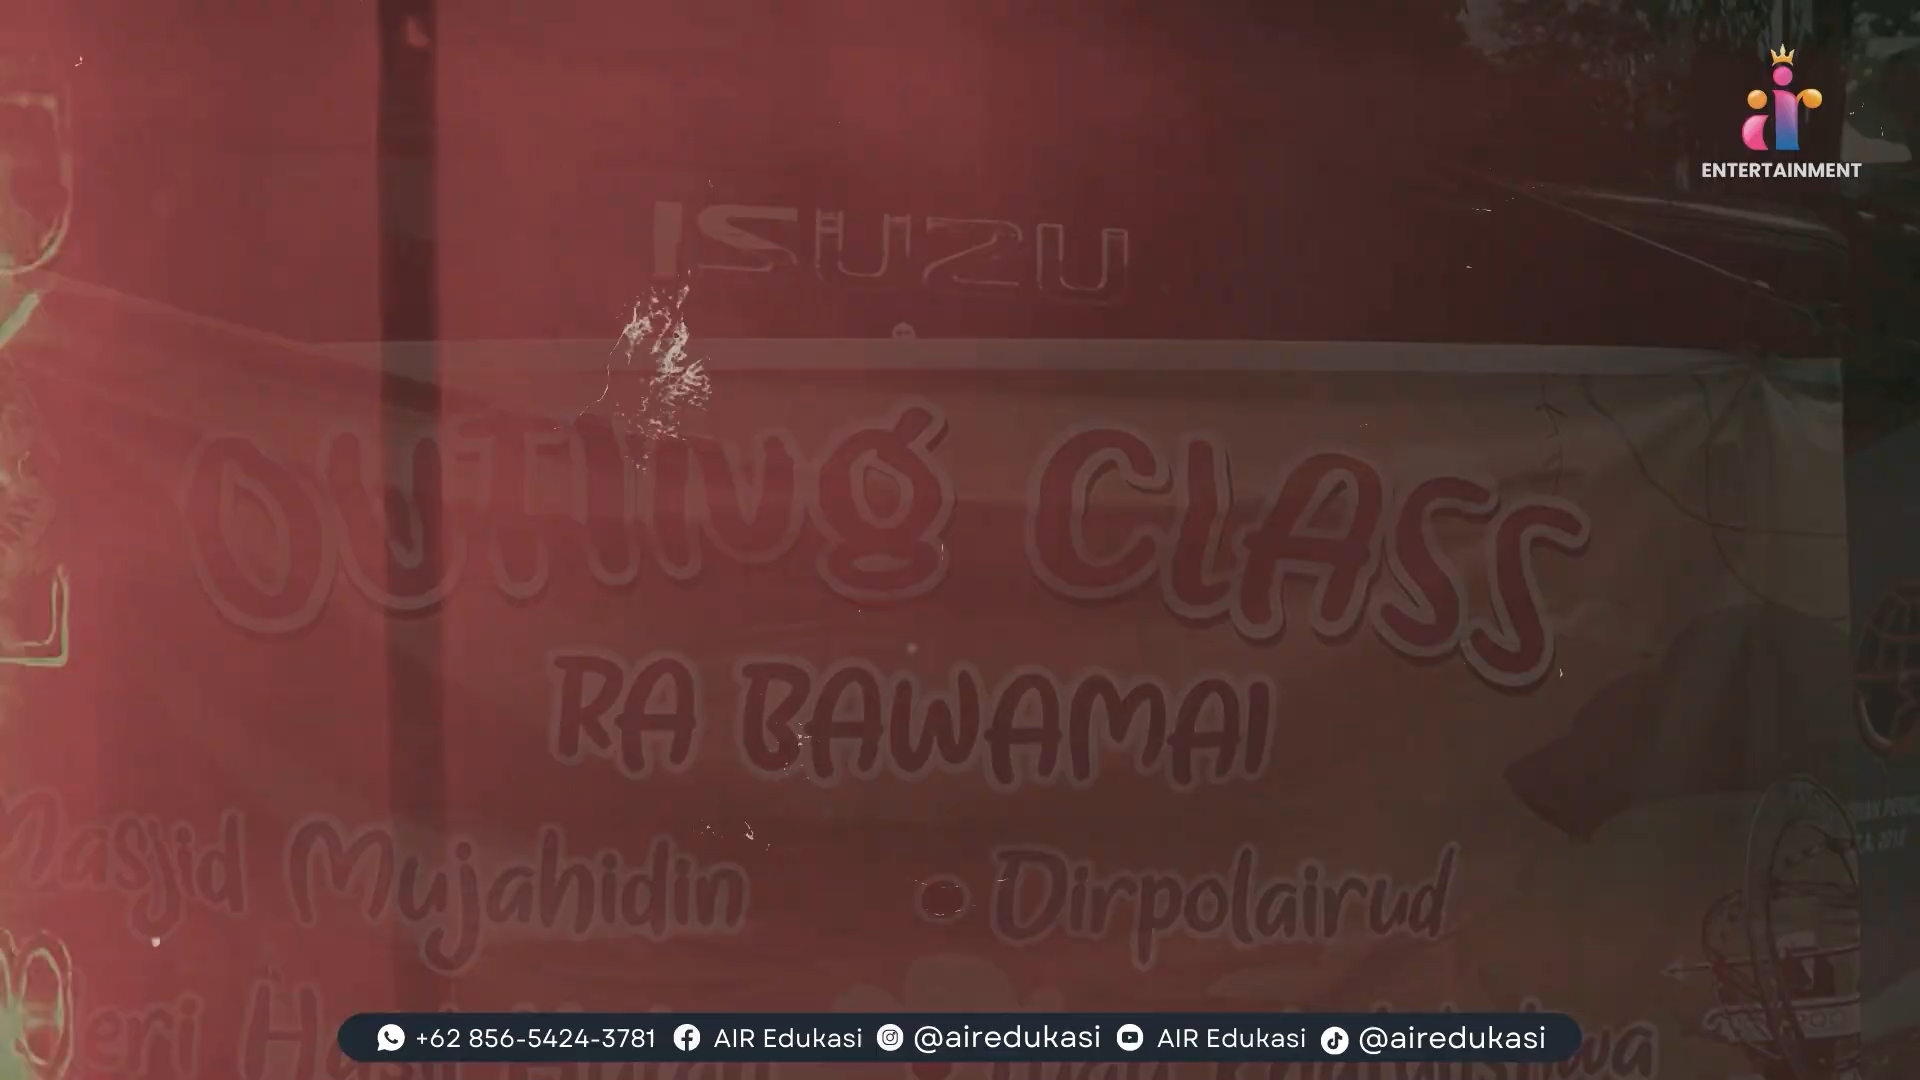 air
ENTERTAINMENT
ISUZU
OUTING CLASS
RA BAWAMAI
Masjid Mujahidin • Dirpolairud
+62 856-5424-3781 AIR Edukasi @airedukasi AIR Edukasi @airedukasi